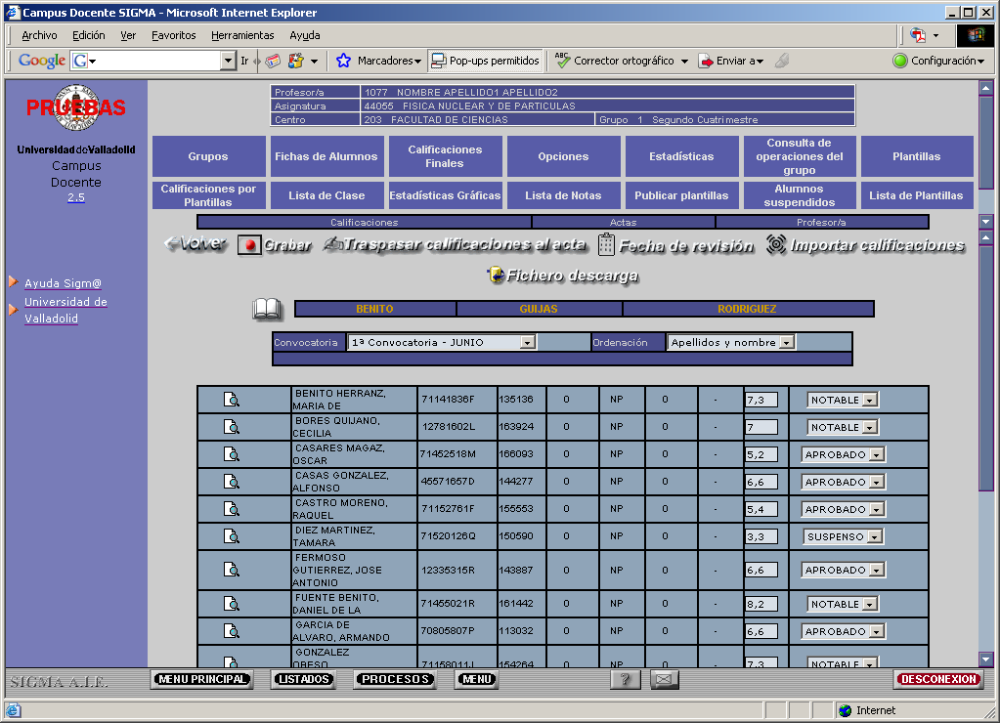 Campus Docente SIGMA - Microsoft Internet Explorer
Archivo Edición Ver Favoritos Herramientas Ayuda
Google G Ir Marcadores Pop-ups permitidos ABC Corrector ortográfico Enviar a Configuración
PRUEBAS
Universidad de Valladolid
Campus
Docente
2.5
Ayuda Sigm@
Universidad de
Valladolid
Profesor/a 1077 NOMBRE APELLIDO1 APELLIDO2
Asignatura 44055 FISICA NUCLEAR Y DE PARTICULAS
Centro 203 FACULTAD DE CIENCIAS Grupo 1 Segundo Cuatrimestre
Grupos Fichas de Alumnos Calificaciones Finales Opciones Estadísticas Consulta de operaciones del grupo Plantillas
Calificaciones por Plantillas Lista de Clase Estadísticas Gráficas Lista de Notas Publicar plantillas Alumnos suspendidos Lista de Plantillas
Calificaciones Actas Profesor/a
Volver Grabar Traspasar calificaciones al acta Fecha de revisión Importar calificaciones
Fichero descarga
BENITO GUIJAS RODRIGUEZ
Convocatoria 1ª Convocatoria - JUNIO Ordenación Apellidos y nombre
BENITO HERRANZ, MARIA DE 71141836F 135136 0 NP 0 - 7,3 NOTABLE
BORES QUIJANO, CECILIA 12781602L 163924 0 NP 0 - 7 NOTABLE
CASARES MAGAZ, OSCAR 71452518M 166093 0 NP 0 - 5,2 APROBADO
CASAS GONZALEZ, ALFONSO 45571657D 144277 0 NP 0 - 6,6 APROBADO
CASTRO MORENO, RAQUEL 71152761F 155553 0 NP 0 - 5,4 APROBADO
DIEZ MARTINEZ, TAMARA 71520126Q 150590 0 NP 0 - 3,3 SUSPENSO
FERMOSO GUTIERREZ, JOSE ANTONIO 12335315R 143887 0 NP 0 - 6,6 APROBADO
FUENTE BENITO, DANIEL DE LA 71455021R 161442 0 NP 0 - 8,2 NOTABLE
GARCIA DE ALVARO, ARMANDO 70805807P 113032 0 NP 0 - 6,6 APROBADO
GONZALEZ OBESO 71158011J 154264 0 NP 0 - 7,3 NOTABLE
SIGMA A.I.E. MENU PRINCIPAL LISTADOS PROCESOS MENU ? DESCONEXION
Internet